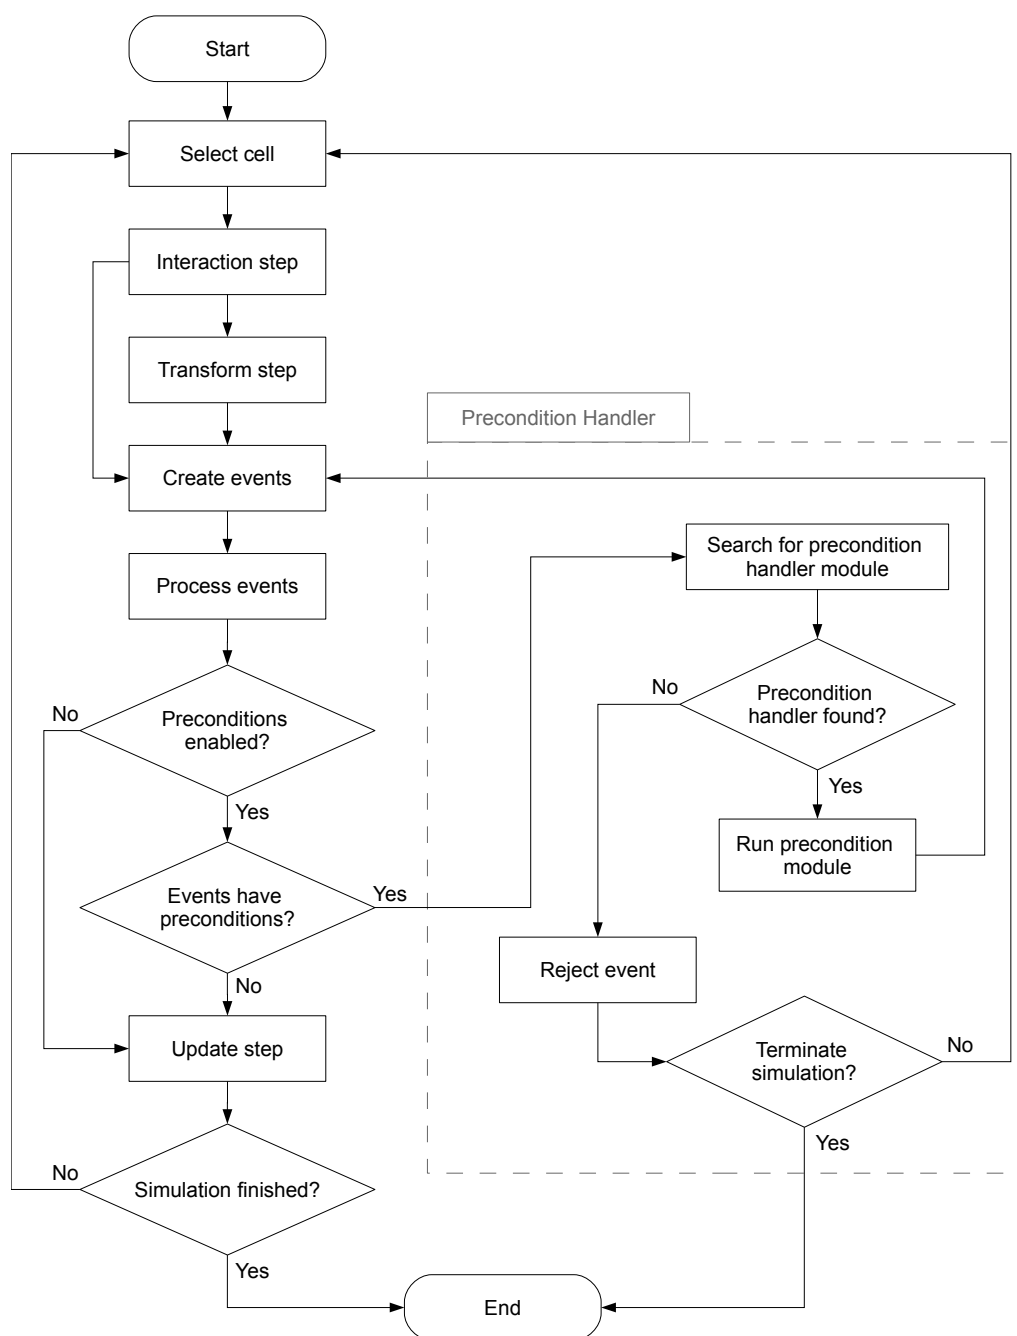 Start
Select cell
Interaction step
Transform step
Precondition Handler
Create events
Search for precondition
handler module
Process events
No
Precondition
handler found?
No
Preconditions
enabled?
Yes
Yes
Run precondition
module
Events have
preconditions?
Yes
Reject event
No
Update step
Terminate
simulation?
No
Yes
No
Simulation finished?
Yes
End